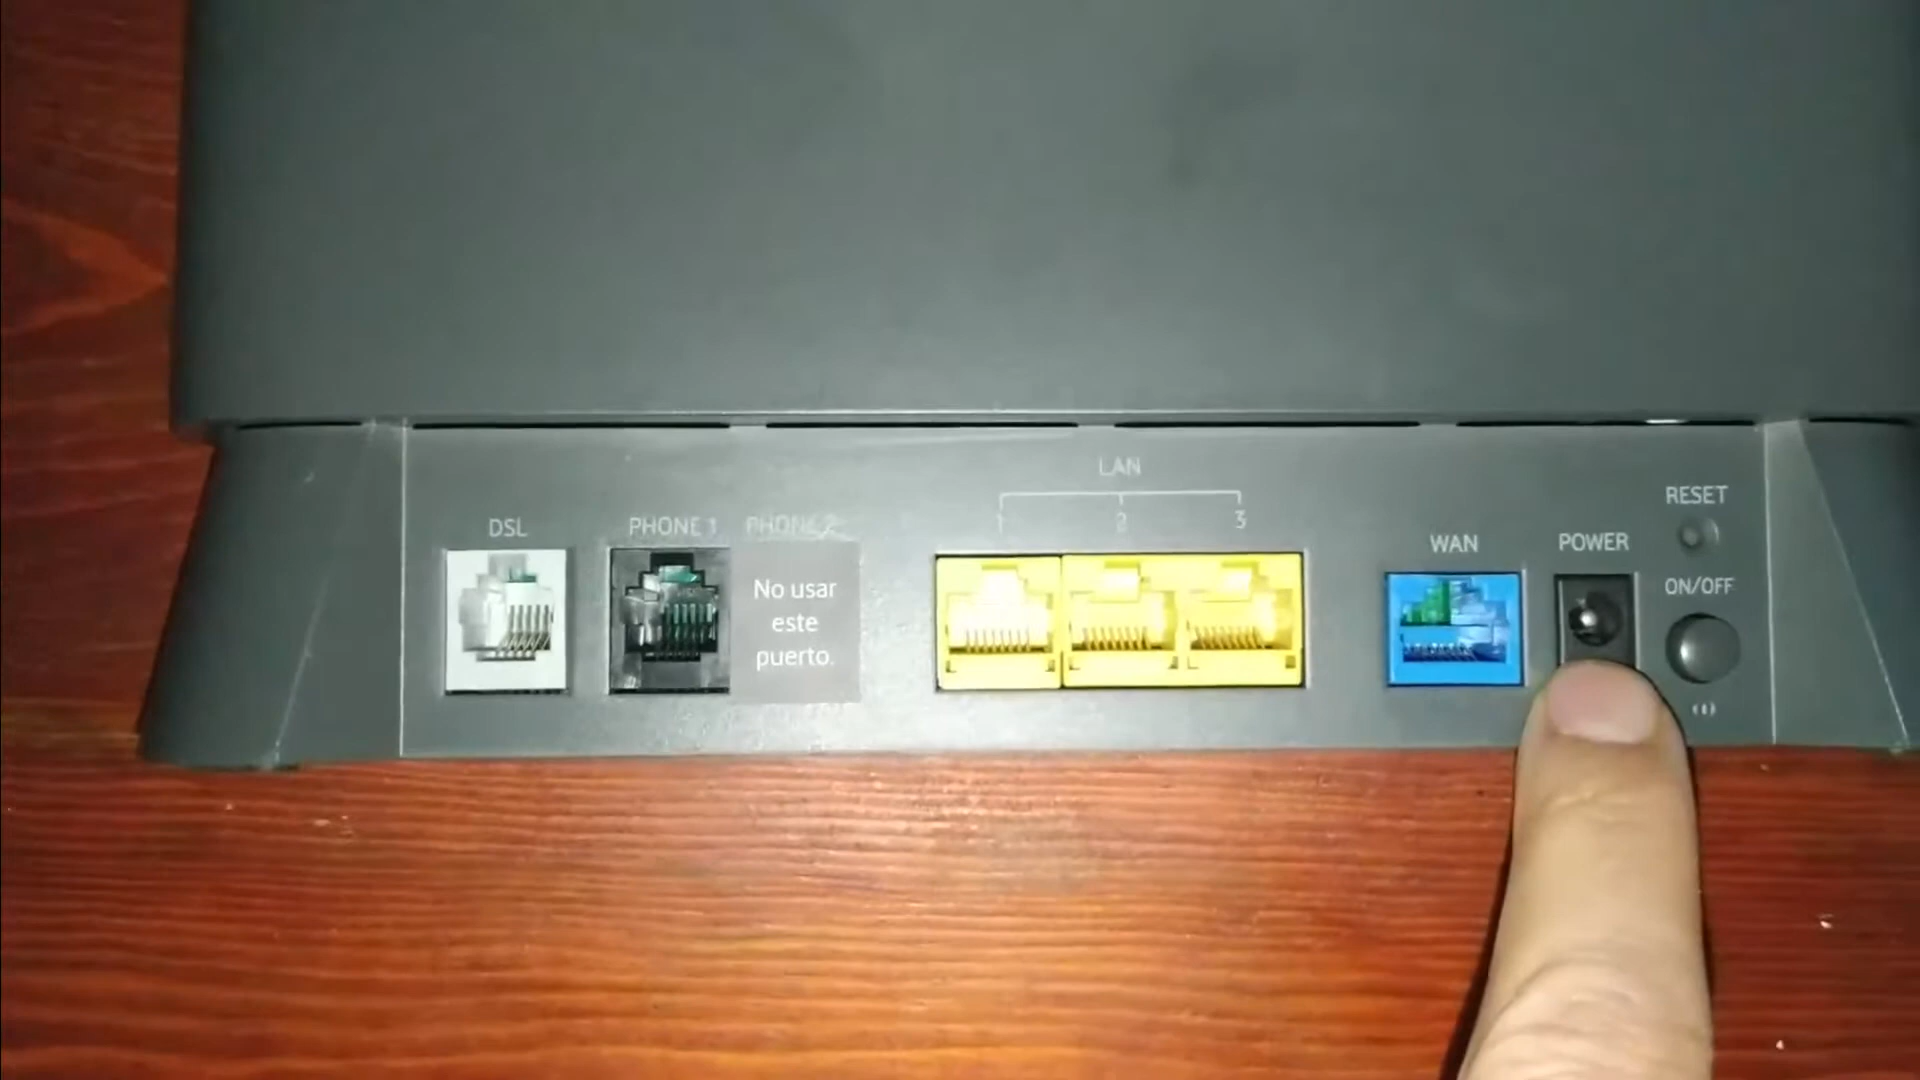 LAN
1 2 3
RESET
DSL
PHONE 1
PHONE 2
WAN
POWER
ON/OFF
No usar
este
puerto.